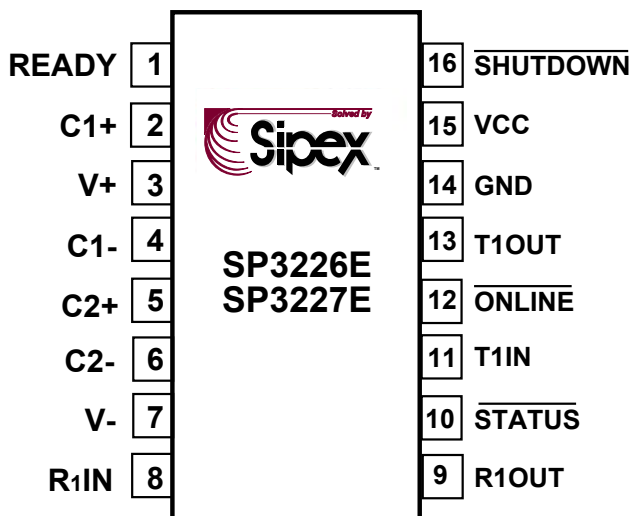 READY 1
C1+ 2
V+ 3
C1- 4
C2+ 5
C2- 6
V- 7
R1IN 8
Solved by
Sipex TM
SP3226E
SP3227E
16 SHUTDOWN
15 VCC
14 GND
13 T1OUT
12 ONLINE
11 T1IN
10 STATUS
9 R1OUT